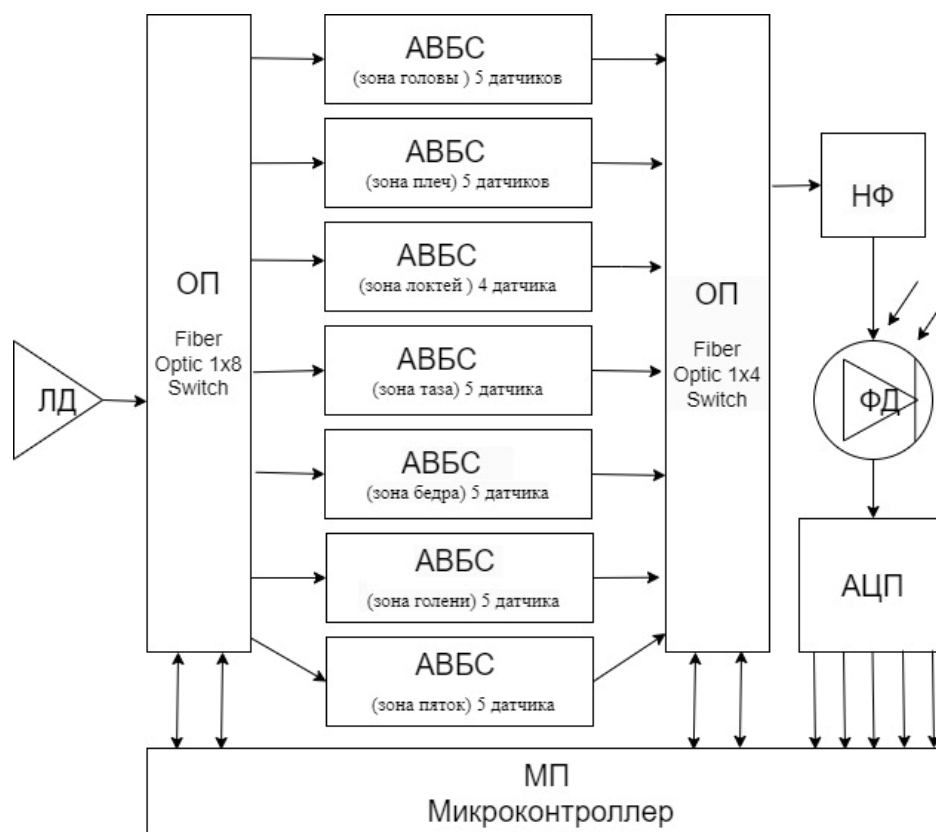 ЛД
ОП
Fiber
Optic 1x8
Switch
АВБС
(зона головы ) 5 датчиков
АВБС
(зона плеч) 5 датчиков
АВБС
(зона локтей ) 4 датчика
АВБС
(зона таза) 5 датчика
АВБС
(зона бедра) 5 датчика
АВБС
(зона голени) 5 датчика
АВБС
(зона пяток) 5 датчика
ОП
Fiber
Optic 1x4
Switch
НФ
ФД
АЦП
МП
Микроконтроллер